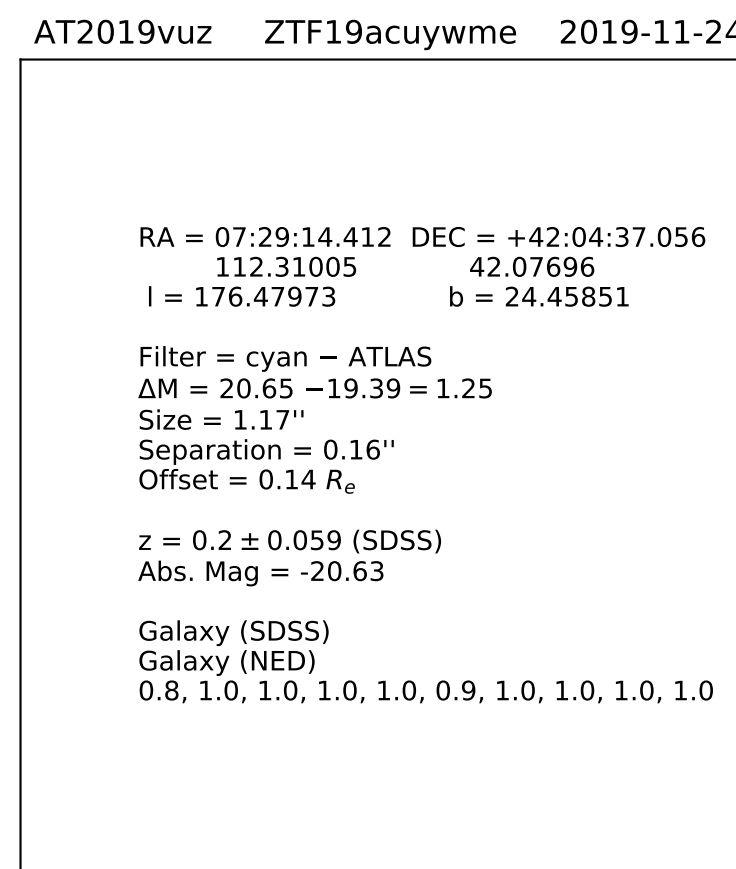 AT2019vuz ZTF19acuywme 2019-11-24
RA = 07:29:14.412 DEC = +42:04:37.056
112.31005 42.07696
l = 176.47973 b = 24.45851
Filter = cyan − ATLAS
ΔM = 20.65 −19.39 = 1.25
Size = 1.17''
Separation = 0.16''
Offset = 0.14 Re
z = 0.2 ± 0.059 (SDSS)
Abs. Mag = -20.63
Galaxy (SDSS)
Galaxy (NED)
0.8, 1.0, 1.0, 1.0, 1.0, 0.9, 1.0, 1.0, 1.0, 1.0